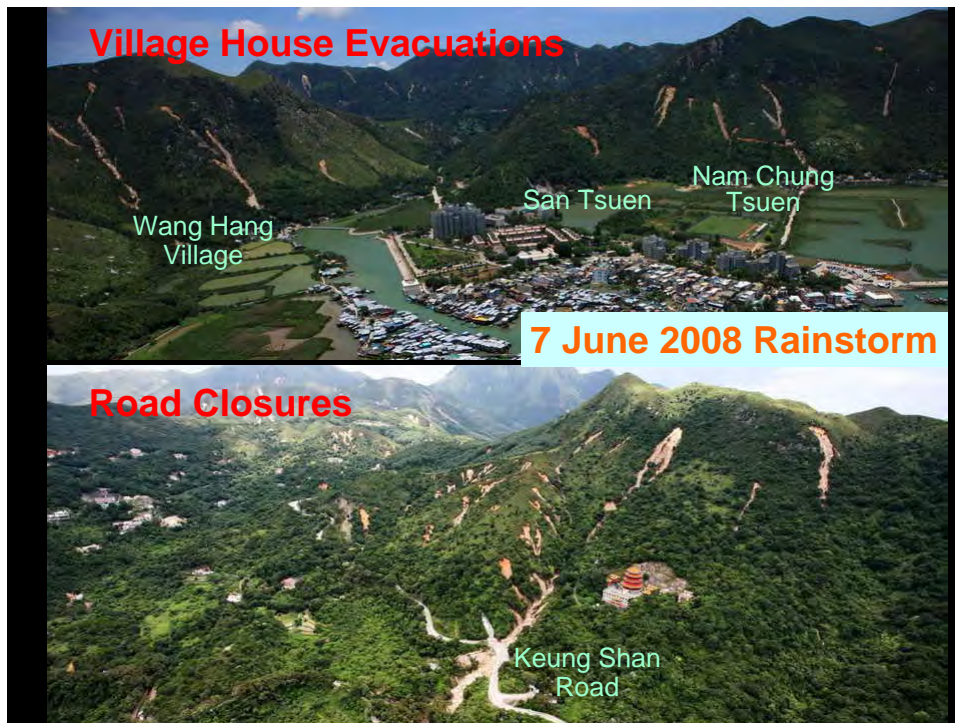 Village House Evacuations
Nam Chung
San Tsuen
Tsuen
Wang Hang
Village
7 June 2008 Rainstorm
Road Closures
Keung Shan
Road